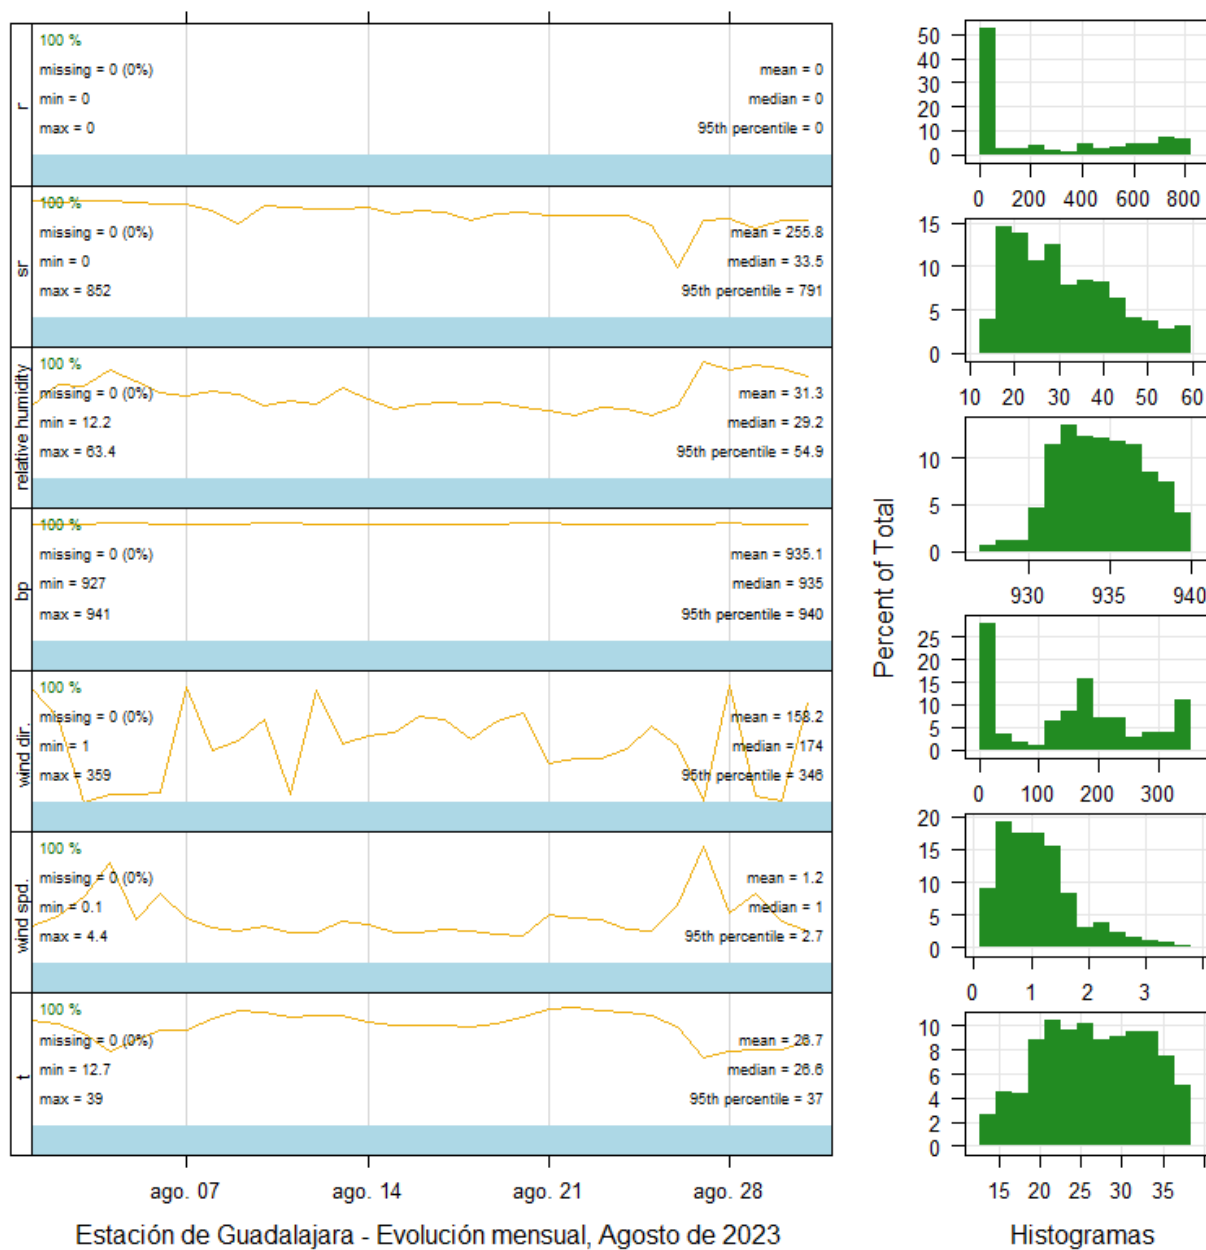 r
100 %
missing = 0 (0%)
min = 0
max = 0
mean = 0
median = 0
95th percentile = 0
sr
100 %
missing = 0 (0%)
min = 0
max = 852
mean = 255.8
median = 33.5
95th percentile = 791
relative humidity
100 %
missing = 0 (0%)
min = 12.2
max = 63.4
mean = 31.3
median = 29.2
95th percentile = 54.9
bp
100 %
missing = 0 (0%)
min = 927
max = 941
mean = 935.1
median = 935
95th percentile = 940
wind dir.
100 %
missing = 0 (0%)
min = 1
max = 359
mean = 158.2
median = 174
95th percentile = 346
wind spd.
100 %
missing = 0 (0%)
min = 0.1
max = 4.4
mean = 1.2
median = 1
95th percentile = 2.7
t
100 %
missing = 0 (0%)
min = 12.7
max = 39
mean = 26.7
median = 26.6
95th percentile = 37
ago. 07 ago. 14 ago. 21 ago. 28
Estación de Guadalajara - Evolución mensual, Agosto de 2023
Percent of Total
50
40
30
20
10
0
0 200 400 600 800
15
10
5
0
10 20 30 40 50 60
10
5
0
930 935 940
25
20
15
10
5
0
0 100 200 300
20
15
10
5
0
0 1 2 3
10
8
6
4
2
0
15 20 25 30 35
Histogramas